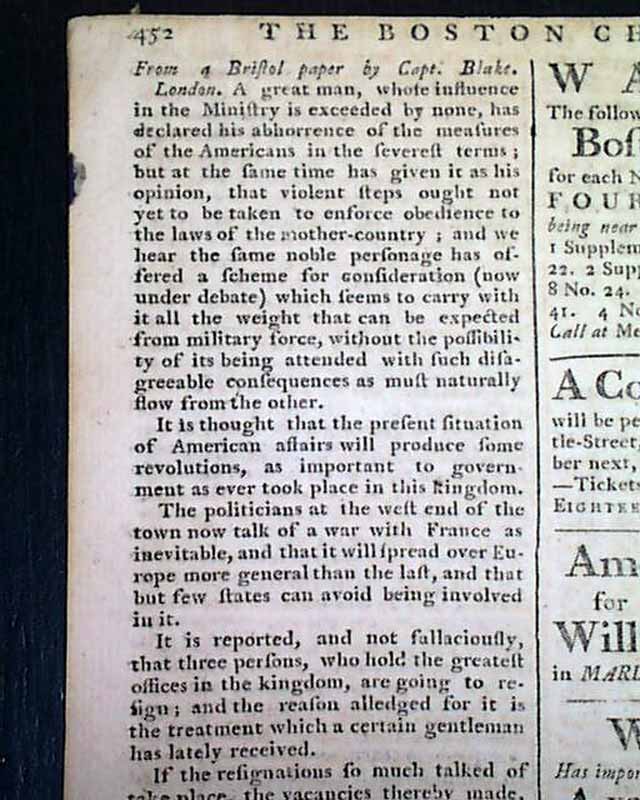 452 THE BOSTON CH
From a Briſtol paper by Capt. Blake.
London. A great man, whoſe influence
in the Miniſtry is exceeded by none, has
declared his abhorrence of the meaſures
of the Americans in the ſevereſt terms ;
but at the ſame time has given it as his
opinion, that violent ſteps ought not
yet to be taken to enforce obedience to
the laws of the mother-country ; and we
hear the ſame noble perſonage has of-
fered a ſcheme for conſideration (now
under debate) which ſeems to carry with
it all the weight that can be expected
from military force, without the poſſibili-
ty of its being attended with ſuch diſa-
greeable conſequences as muſt naturally
flow from the other.
It is thought that the preſent ſituation
of American affairs will produce ſome
revolutions, as important to govern-
ment as ever took place in this kingdom.
The politicians at the weſt end of the
town now talk of a war with France as
inevitable, and that it will ſpread over Eu-
rope more general than the laſt, and that
but few ſtates can avoid being involved
in it.
It is reported, and not fallaciouſly,
that three perſons, who hold the greateſt
offices in the kingdom, are going to re-
ſign ; and the reaſon alledged for it is
the treatment which a certain gentleman
has lately received.
If the reſignations ſo much talked of
take place, the vacancies thereby made,
W A
The follow
Boſ
for each N
FOUR
being near
1 Supplem
22. 2 Supp
8 No. 24.
41. 4 No
Call at Me
A Co
will be pe
tle-Street,
ber next,
—Tickets
EIGHTEE
Ame
for
Will
in MARL
W
Has impor